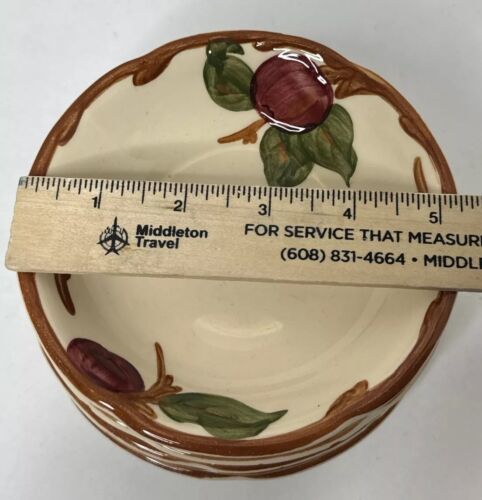 1 2 3 4 5
Middleton
Travel
FOR SERVICE THAT MEASURE
(608) 831-4664 • MIDDLE